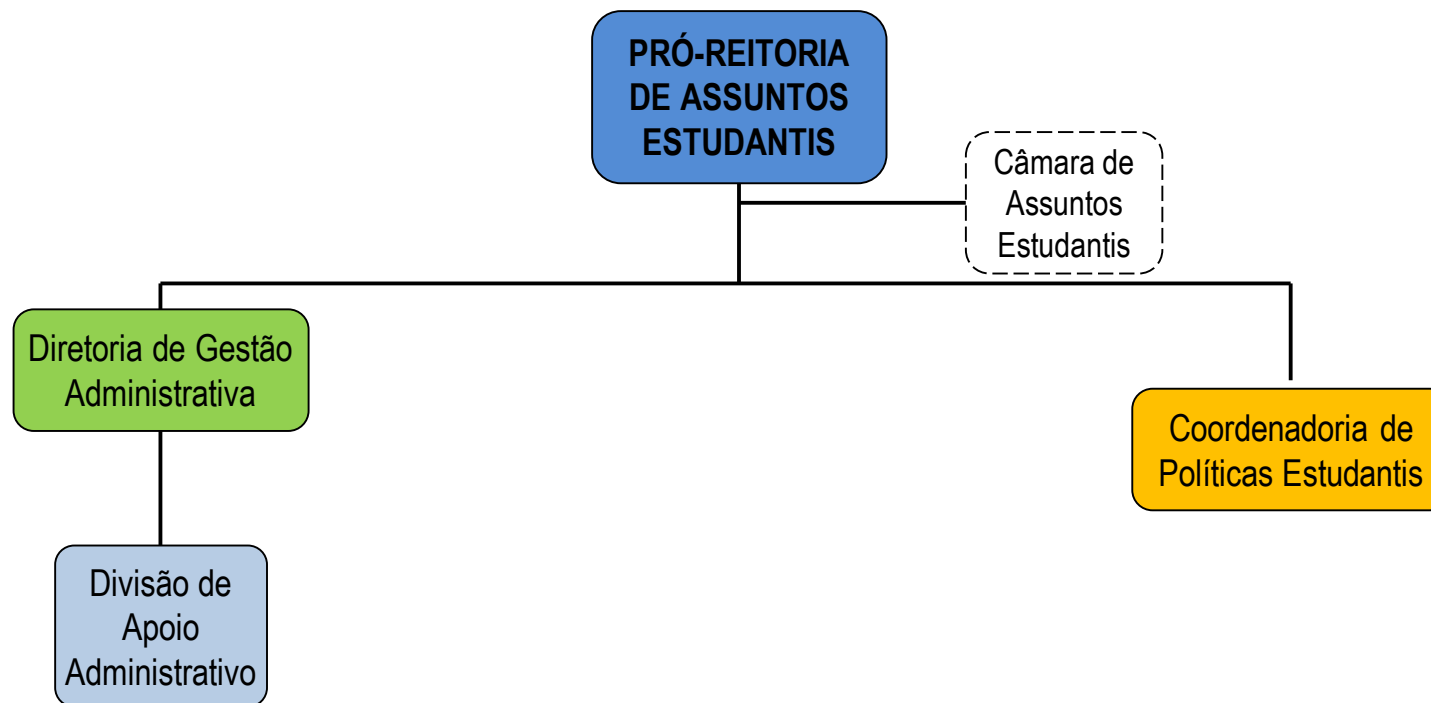 PRÓ-REITORIA
DE ASSUNTOS
ESTUDANTIS
Câmara de
Assuntos
Estudantis
Diretoria de Gestão
Administrativa
Coordenadoria de
Políticas Estudantis
Divisão de
Apoio
Administrativo